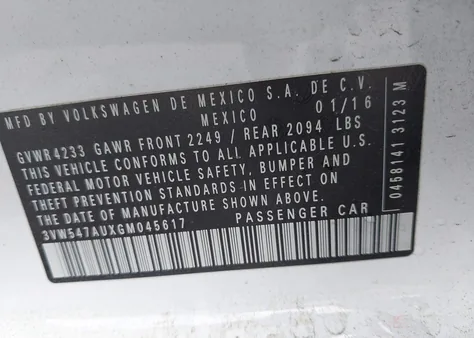 MFD BY VOLKSWAGEN DE MEXICO S.A. DE C.V.
MEXICO 01/16
GVWR4233 GAWR FRONT 2249 / REAR 2094 LBS
THIS VEHICLE CONFORMS TO ALL APPLICABLE U.S.
FEDERAL MOTOR VEHICLE SAFETY, BUMPER AND
THEFT PREVENTION STANDARDS IN EFFECT ON
THE DATE OF MANUFACTURE SHOWN ABOVE.
3VW547AUXGM045617 PASSENGER CAR
0458141 3123 M